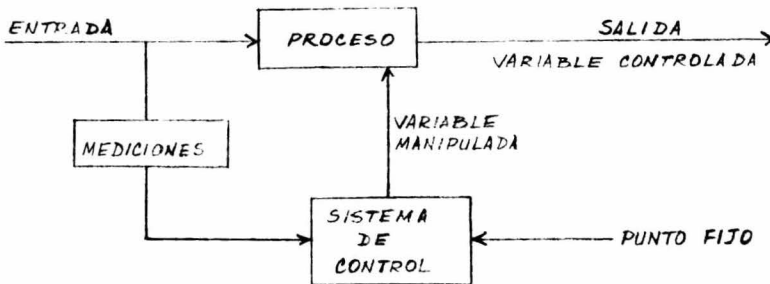 ENTRADA
PROCESO
SALIDA
VARIABLE CONTROLADA
MEDICIONES
VARIABLE
MANIPULADA
SISTEMA
DE
CONTROL
PUNTO FIJO